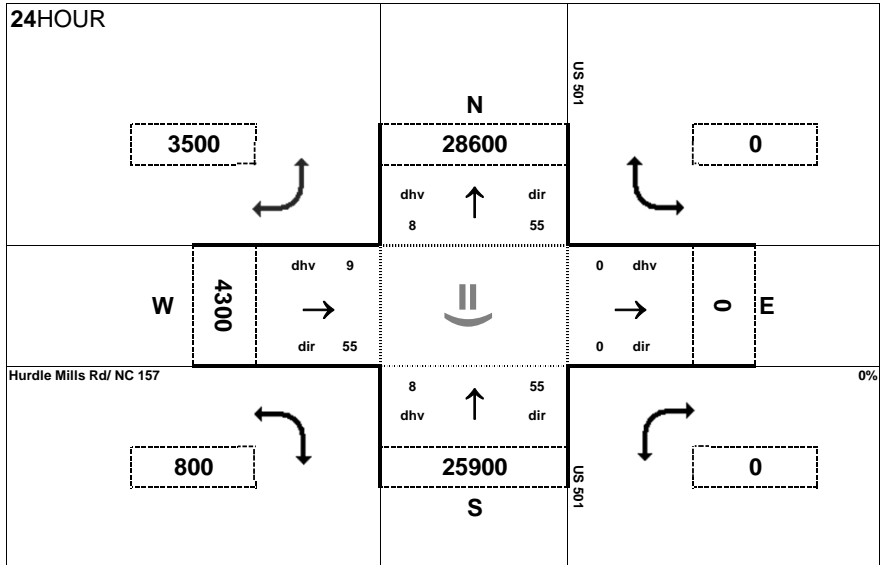 24HOUR
US 501
N
3500
28600
0
dhv
dir
8
55
dhv 9
0 dhv
W
4300
0
E
dir 55
0 dir
Hurdle Mills Rd/ NC 157
0%
8
55
dhv
dir
800
25900
0
US 501
S